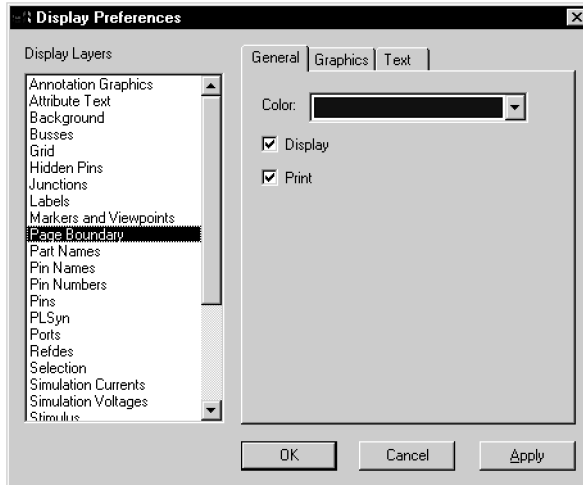 Display Preferences
Display Layers
Annotation Graphics
Attribute Text
Background
Busses
Grid
Hidden Pins
Junctions
Labels
Markers and Viewpoints
Page Boundary
Part Names
Pin Names
Pin Numbers
Pins
PLSyn
Ports
Refdes
Selection
Simulation Currents
Simulation Voltages
Stimulus
General Graphics Text
Color:
Display
Print
OK Cancel Apply